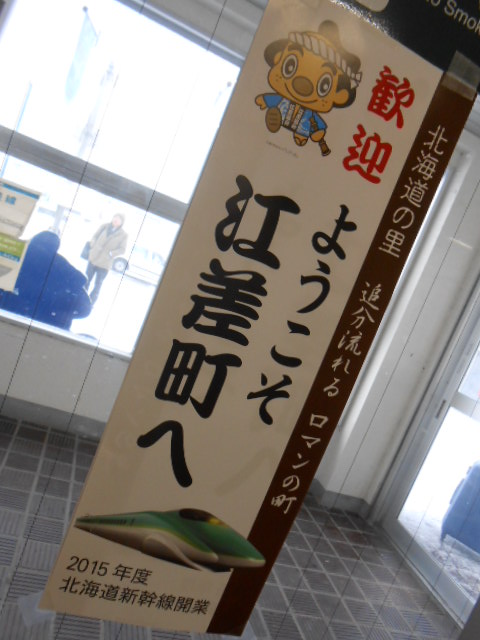 to Smok
歓迎
ようこそ
江差町へ
北海道の里 追分流れる ロマンの町
2015年度
北海道新幹線開業